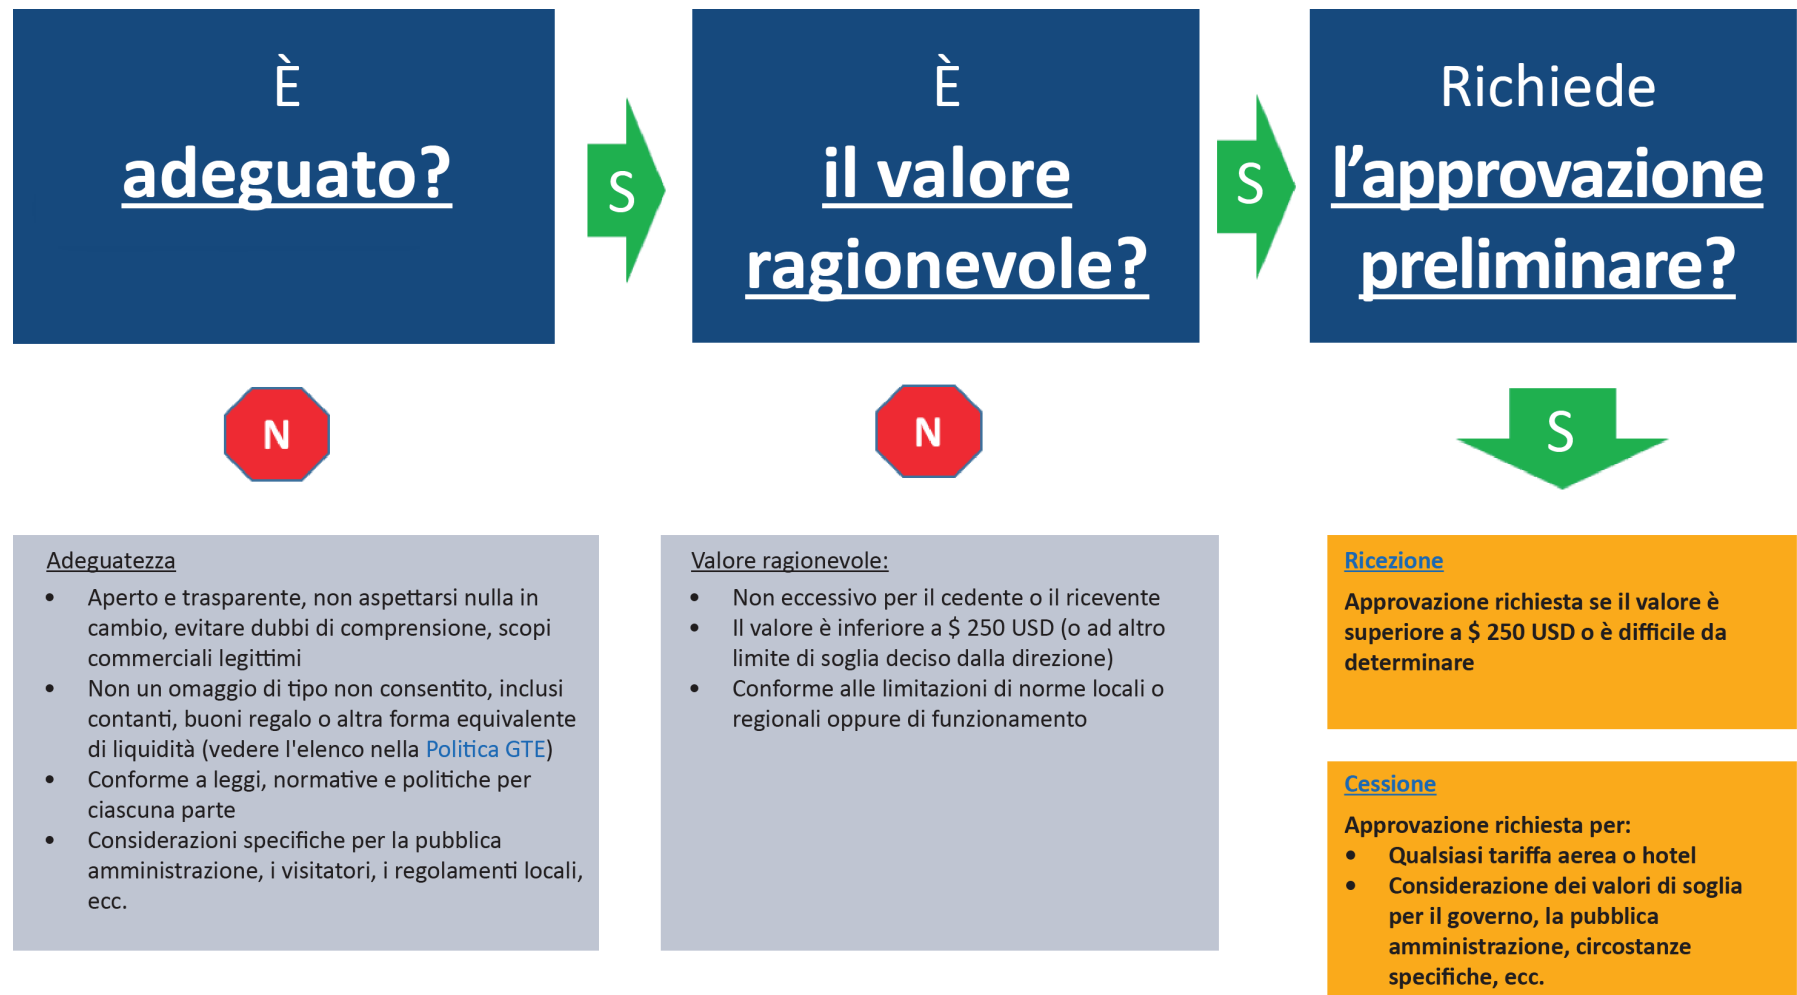 È
adeguato?
S
È
il valore
ragionevole?
S
Richiede
l’approvazione
preliminare?
N
N
S
Adeguatezza
• Aperto e trasparente, non aspettarsi nulla in
cambio, evitare dubbi di comprensione, scopi
commerciali legittimi
• Non un omaggio di tipo non consentito, inclusi
contanti, buoni regalo o altra forma equivalente
di liquidità (vedere l'elenco nella Politica GTE)
• Conforme a leggi, normative e politiche per
ciascuna parte
• Considerazioni specifiche per la pubblica
amministrazione, i visitatori, i regolamenti locali,
ecc.
Valore ragionevole:
• Non eccessivo per il cedente o il ricevente
• Il valore è inferiore a $ 250 USD (o ad altro
limite di soglia deciso dalla direzione)
• Conforme alle limitazioni di norme locali o
regionali oppure di funzionamento
Ricezione
Approvazione richiesta se il valore è
superiore a $ 250 USD o è difficile da
determinare
Cessione
Approvazione richiesta per:
• Qualsiasi tariffa aerea o hotel
• Considerazione dei valori di soglia
per il governo, la pubblica
amministrazione, circostanze
specifiche, ecc.